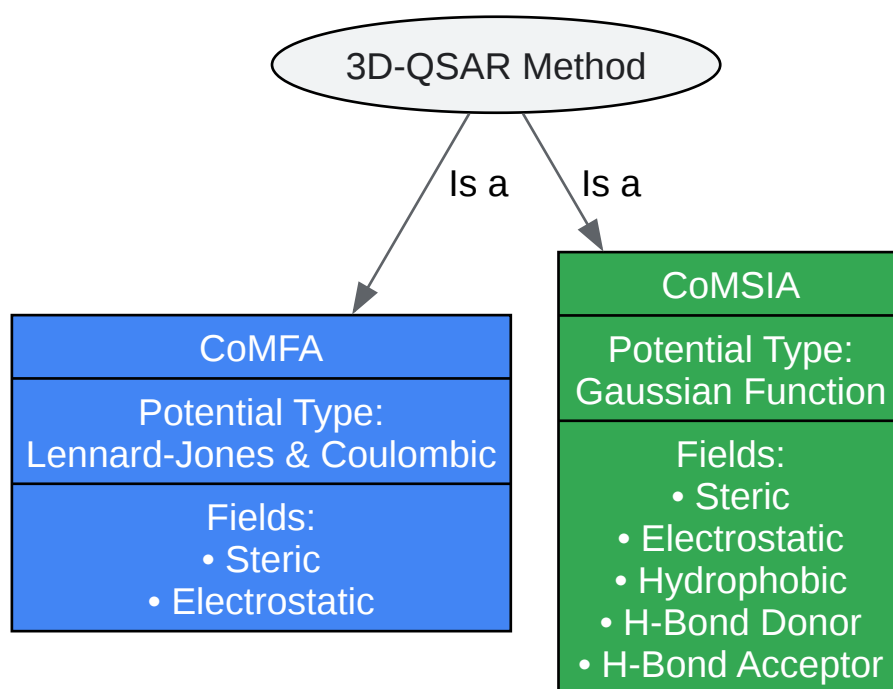 3D-QSAR Method
Is a
Is a
CoMFA
Potential Type:
Lennard-Jones & Coulombic
Fields:
• Steric
• Electrostatic
CoMSIA
Potential Type:
Gaussian Function
Fields:
• Steric
• Electrostatic
• Hydrophobic
• H-Bond Donor
• H-Bond Acceptor